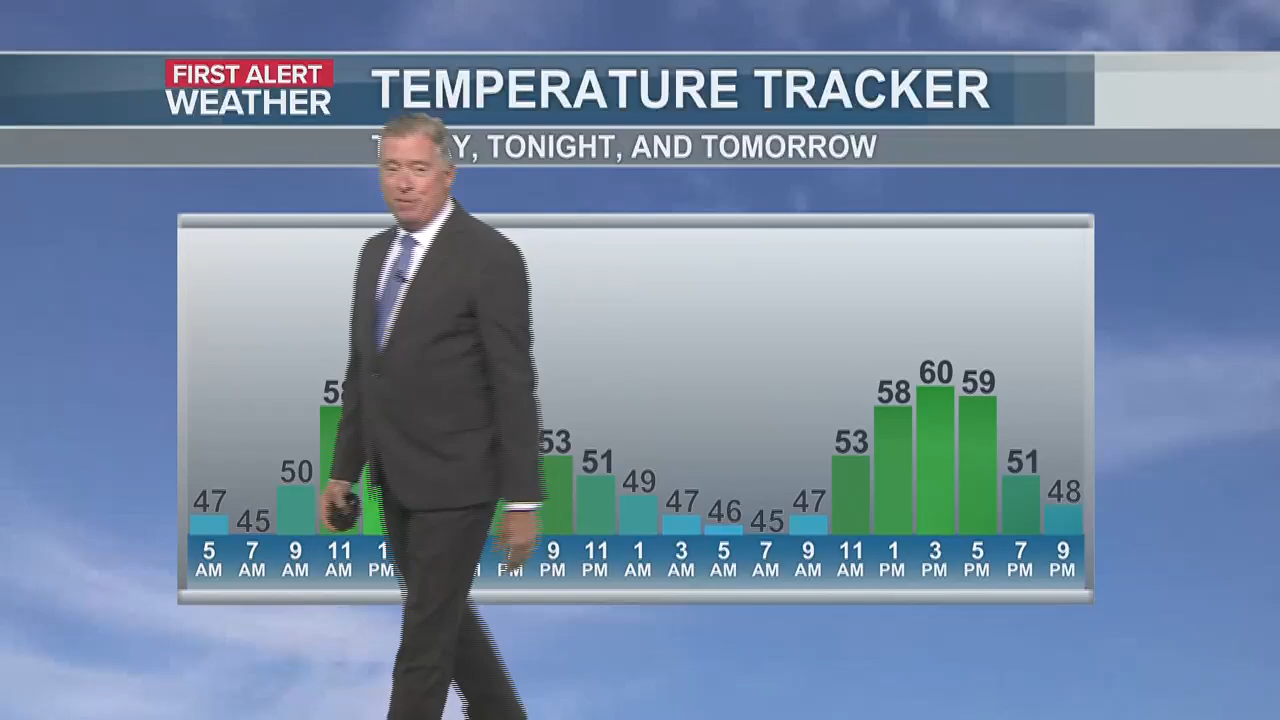 FIRST ALERT
WEATHER
TEMPERATURE TRACKER
TONIGHT, AND TOMORROW
47 45 50 53 51 49 47 46 45 47 53 58 60 59 51 48
5 7 9 11 9 11 1 3 5 7 9 11 1 3 5 7 9
AM AM AM AM PM PM PM AM AM AM AM AM AM PM PM PM PM PM